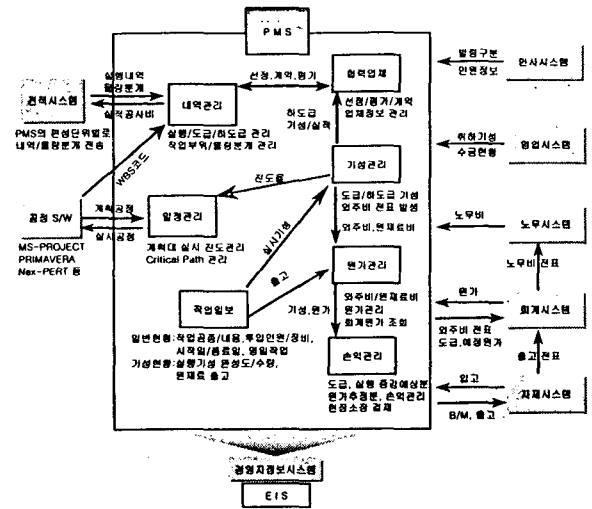 PMS
실행내역
물량분개
실적공사비
견적시스템
PMS의 편성단위별로
내역/물량분개 전송
내역관리
실행/도급/하도급 관리
작업부위/물량분개 관리
선정,계약,평가
협력업체
선정/평가/계약
업체정보 관리
하도급
기성/실적
발령구분
인원정보
인사시스템
WBS코드
진도율
기성관리
도급/하도급 기성
외주비 전표 발생
외주비,원재료비
수금현황
영업시스템
공정 S/W
계획공정
실시공정
MS-PROJECT
PRIMAVERA
Nex-PERT 등
일정관리
계획대 실시 진도관리
Critical Path 관리
실시기성
출고
노무비
노무시스템
노무비 전표
원가관리
외주비/원재료비
원가관리
회계원가 조회
기성,원가
작업일보
일반현황:작업공종/내용,투입인원/장비,
시작일/종료일, 명일작업
기성현황:실행기성 완성도/수량,
원재료 출고
원가
외주비 전표
도급,예정원가
회계시스템
출고 전표
손익관리
도급, 실행 증감예상분
원가추정분, 손익관리
현장소장 결재
입고
B/M, 출고
자재시스템
경영자정보시스템
EIS